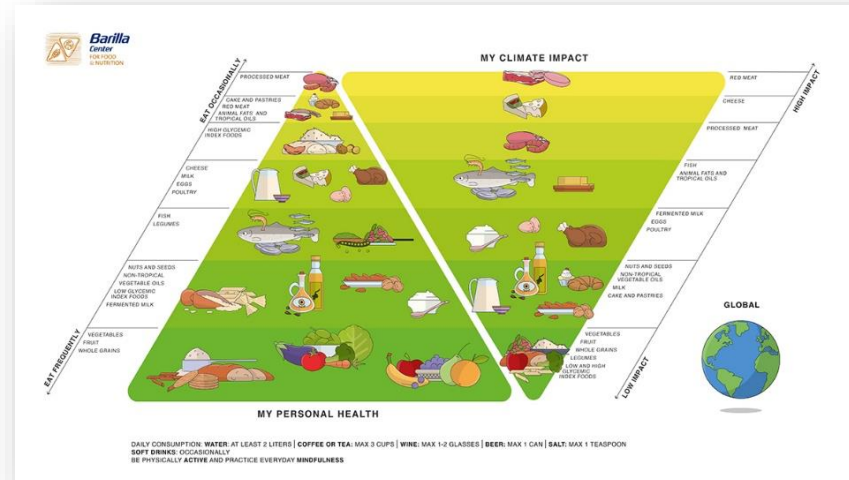 Barilla
Center
FOR FOOD
& NUTRITION
MY CLIMATE IMPACT
EAT OCCASIONALLY
PROCESSED MEAT
CAKE AND PASTRIES
RED MEAT
ANIMAL FATS AND
TROPICAL OILS
HIGH GLYCEMIC
INDEX FOODS
CHEESE
MILK
EGGS
POULTRY
FISH
LEGUMES
NUTS AND SEEDS
NON-TROPICAL
VEGETABLE OILS
LOW GLYCEMIC
INDEX FOODS
FERMENTED MILK
VEGETABLES
FRUIT
WHOLE GRAINS
EAT FREQUENTLY
RED MEAT
CHEESE
PROCESSED MEAT
FISH
ANIMAL FATS AND
TROPICAL OILS
FERMENTED MILK
EGGS
POULTRY
NUTS AND SEEDS
NON-TROPICAL
VEGETABLE OILS
MILK
CAKE AND PASTRIES
VEGETABLES
FRUIT
WHOLE GRAINS
LEGUMES
LOW AND HIGH
GLYCEMIC
INDEX FOODS
HIGH IMPACT
LOW IMPACT
GLOBAL
MY PERSONAL HEALTH
DAILY CONSUMPTION: WATER: AT LEAST 2 LITERS | COFFEE OR TEA: MAX 3 CUPS | WINE: MAX 1-2 GLASSES | BEER: MAX 1 CAN | SALT: MAX 1 TEASPOON
SOFT DRINKS: OCCASIONALLY
BE PHYSICALLY ACTIVE AND PRACTICE EVERYDAY MINDFULNESS